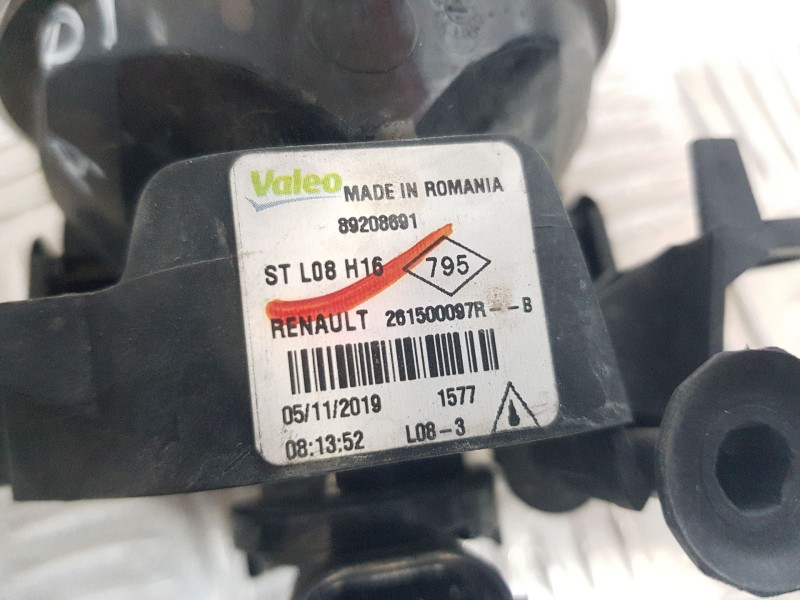 Valeo MADE IN ROMANIA
89208691
ST L08 H16 795
RENAULT 261500097R--B
05/11/2019 1577
08:13:52 L08-3